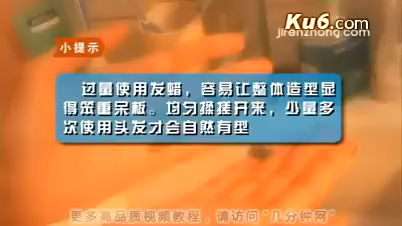 Ku6.com
jirenzhong.com
小提示
过量使用发蜡，容易让整体造型显
得笨重呆板。均匀揉搓开来，少量多
次使用头发才会自然有型
更多高品质视频教程，请访问“几分钟网”